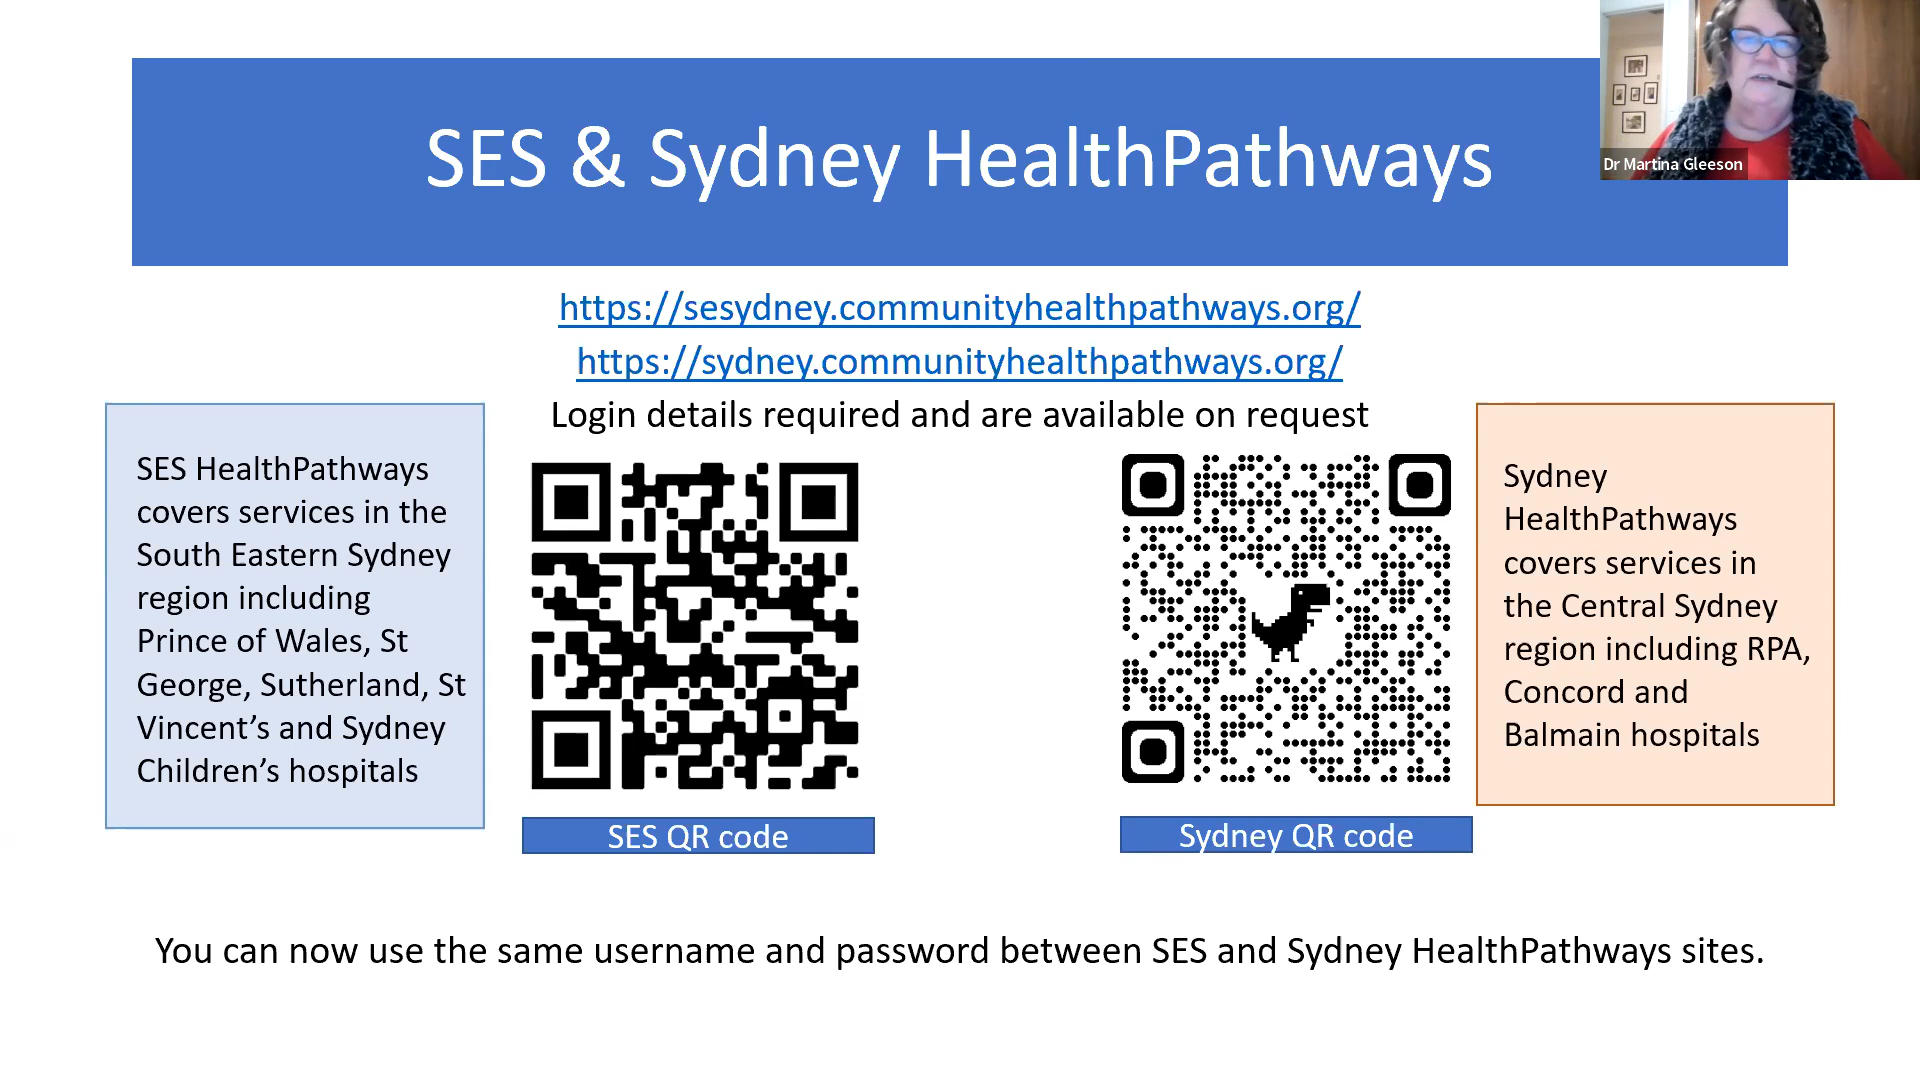 SES & Sydney HealthPathways
Dr Martina Gleeson
https://sesydney.communityhealthpathways.org/
https://sydney.communityhealthpathways.org/
Login details required and are available on request
SES HealthPathways
covers services in the
South Eastern Sydney
region including
Prince of Wales, St
George, Sutherland, St
Vincent’s and Sydney
Children’s hospitals
SES QR code
Sydney QR code
Sydney
HealthPathways
covers services in
the Central Sydney
region including RPA,
Concord and
Balmain hospitals
You can now use the same username and password between SES and Sydney HealthPathways sites.